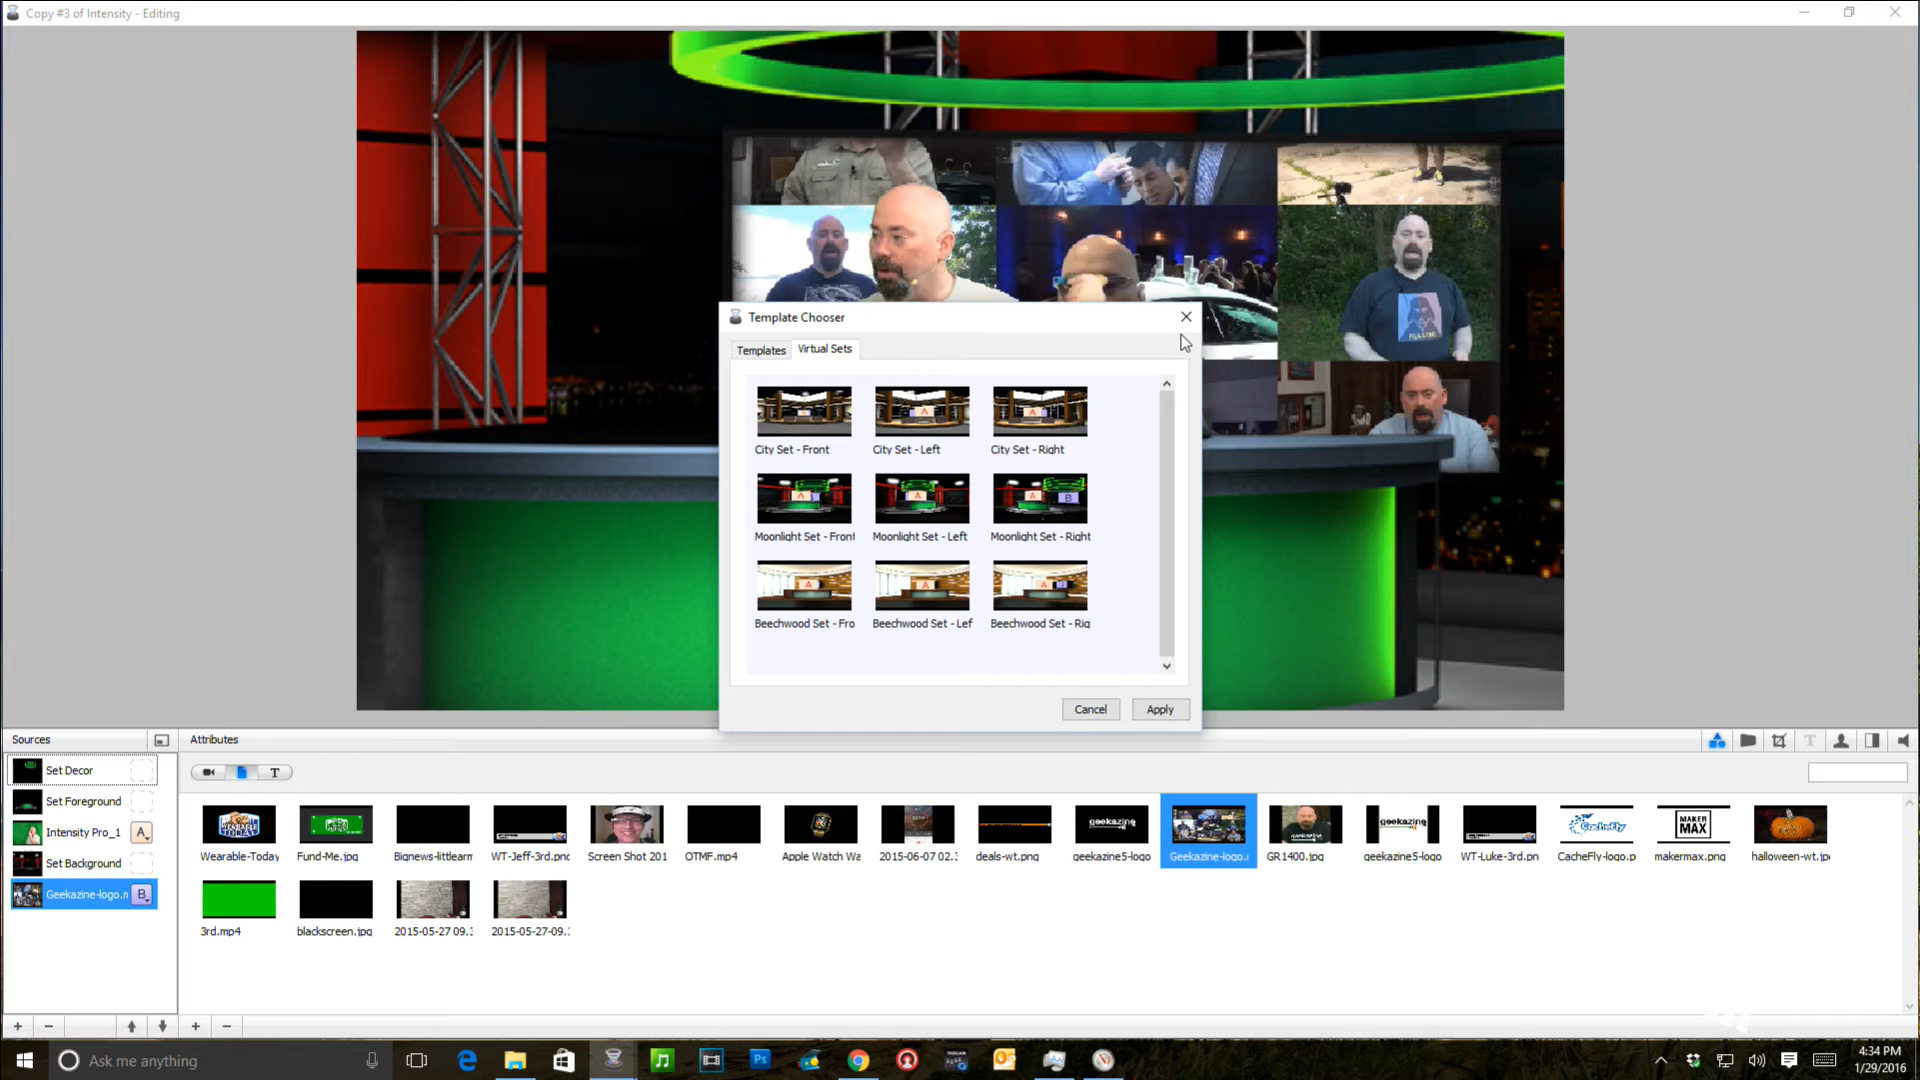 Copy #3 of Intensity - Editing
Template Chooser
Templates
Virtual Sets
City Set - Front
City Set - Left
City Set - Right
Moonlight Set - Front
Moonlight Set - Left
Moonlight Set - Right
Beechwood Set - Fro
Beechwood Set - Lef
Beechwood Set - Rig
Cancel
Apply
Sources
Attributes
Set Decor
Set Foreground
Intensity Pro_1
A
Set Background
Geekazine-logo.n
B
T
T
Wearable-Today
Fund-Me.jpg
Bignews-littlearm
WT-Jeff-3rd.pnc
Screen Shot 201
OTMF.mp4
Apple Watch Wa
2015-06-07 02.
deals-wt.png
geekazine5-logo
Geekazine-logo.
GR1400.jpg
geekazine5-logo
WT-Luke-3rd.pn
CacheFly-logo.p
makermax.png
halloween-wt.jp
3rd.mp4
blackscreen.jpg
2015-05-27 09.
2015-05-27-09.
Ask me anything
4:34 PM
1/29/2016